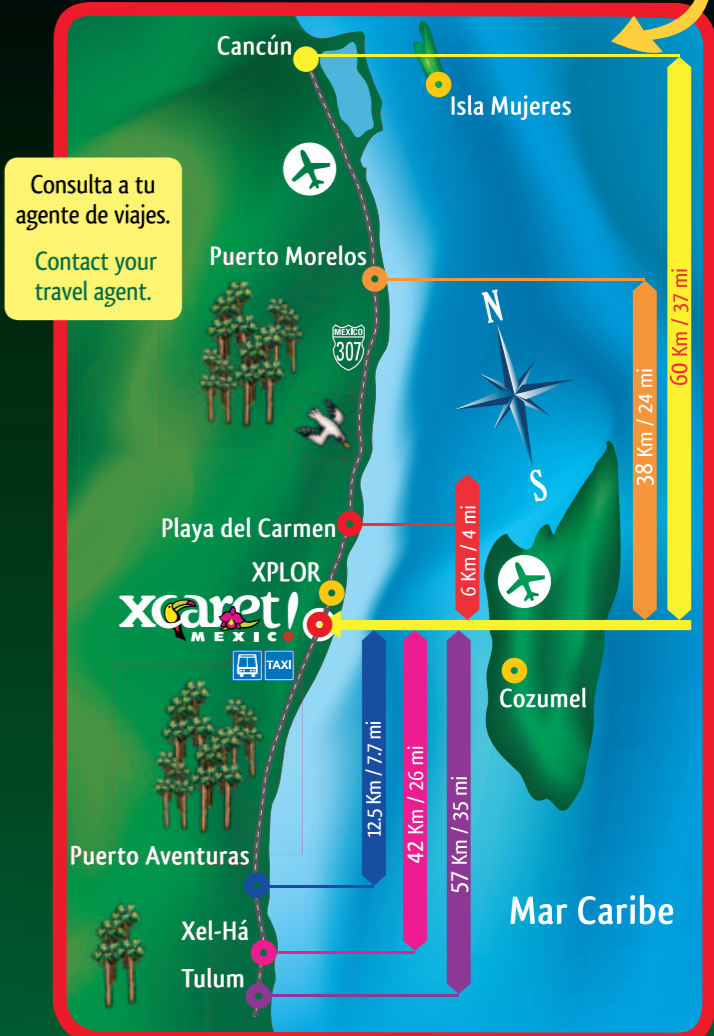 Cancún
Isla Mujeres
Consulta a tu
agente de viajes.
Contact your
travel agent.
Puerto Morelos
60 Km / 37 mi
N
MEXICO
307
38 Km / 24 mi
S
6 Km / 4 mi
Playa del Carmen
XPLOR
xcaret!
MEXICO
TAXI
Cozumel
12.5 Km / 7.7 mi
42 Km / 26 mi
57 Km / 35 mi
Puerto Aventuras
Mar Caribe
Xel-Há
Tulum